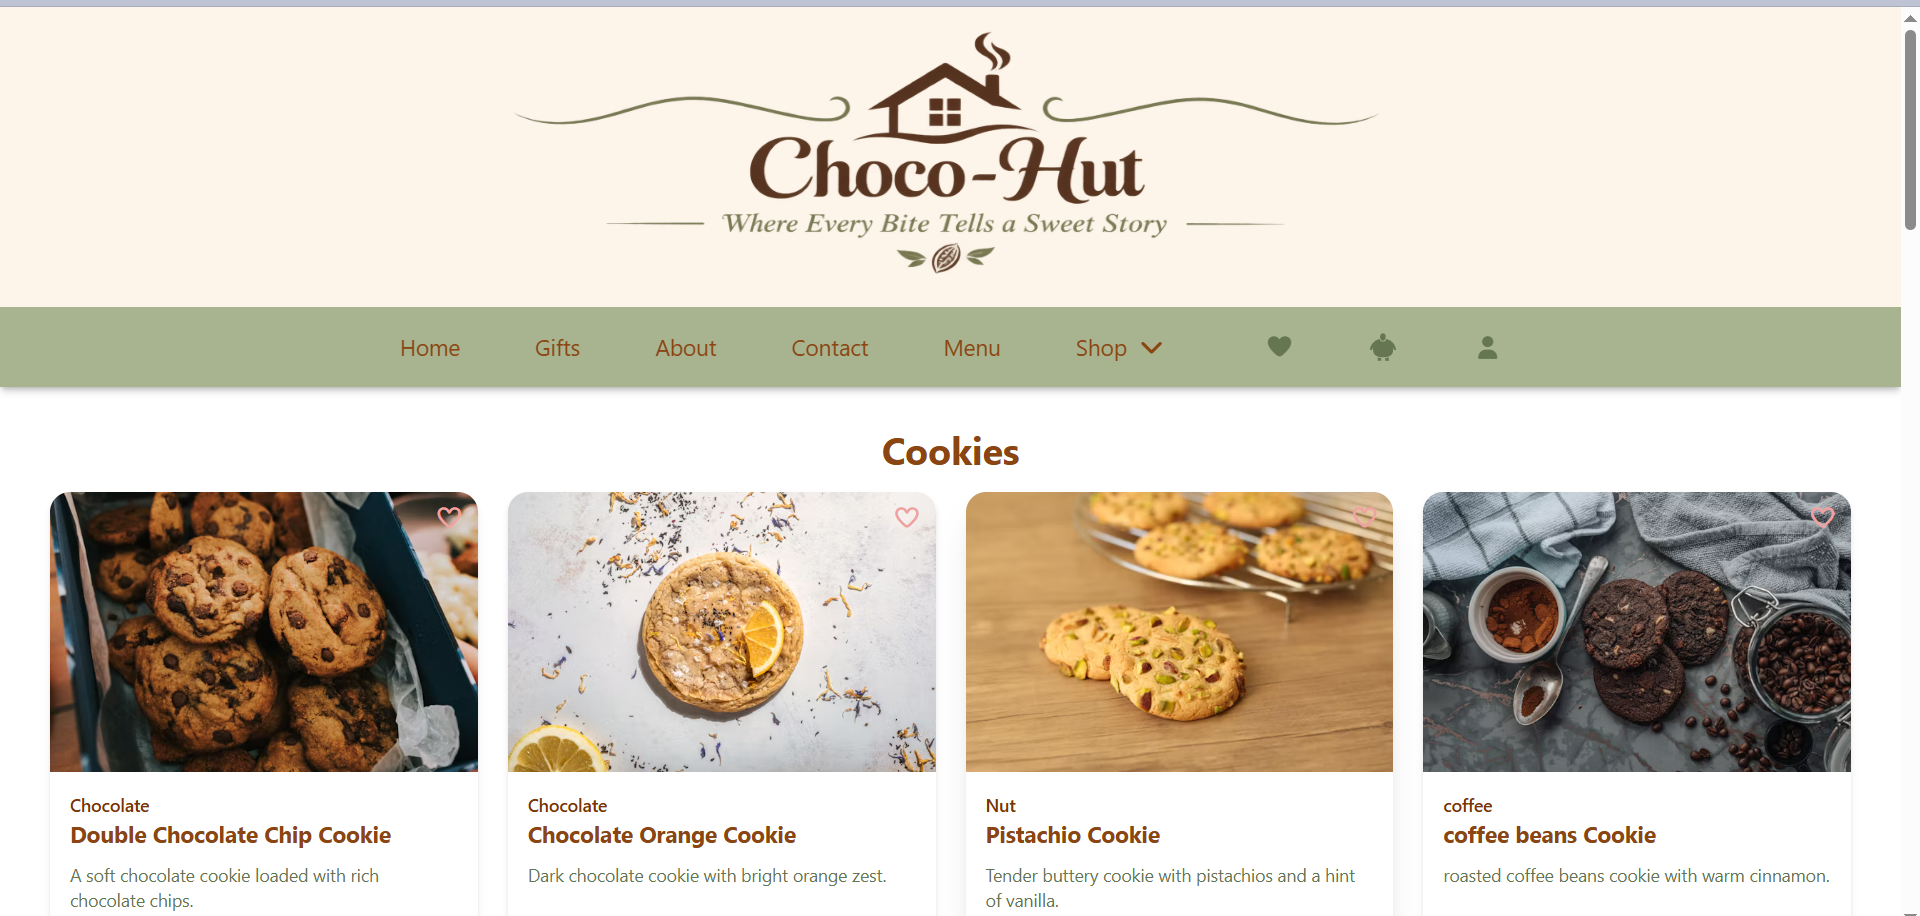 Choco-Hut
Where Every Bite Tells a Sweet Story
Home Gifts About Contact Menu Shop
Cookies
Chocolate
Double Chocolate Chip Cookie
A soft chocolate cookie loaded with rich
chocolate chips.
Chocolate
Chocolate Orange Cookie
Dark chocolate cookie with bright orange zest.
Nut
Pistachio Cookie
Tender buttery cookie with pistachios and a hint
of vanilla.
coffee
coffee beans Cookie
roasted coffee beans cookie with warm cinnamon.